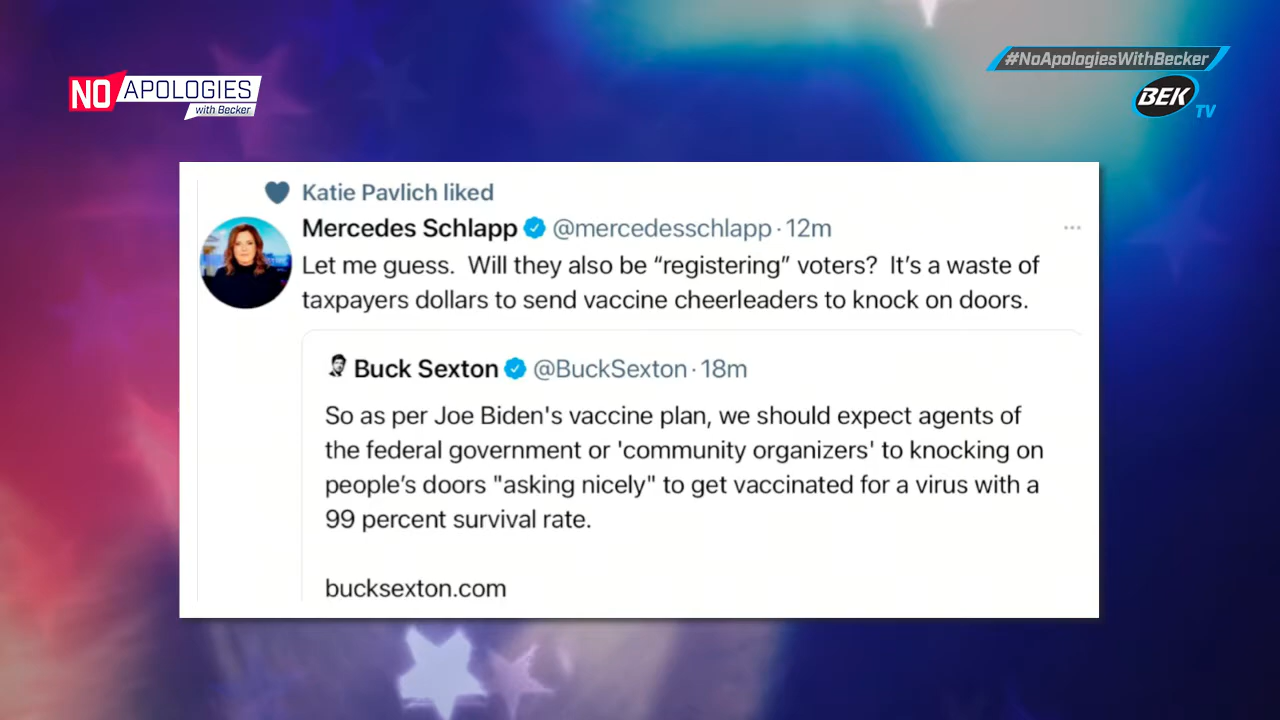 NO APOLOGIES
with Becker
#NoApologiesWithBecker
BEK TV
Katie Pavlich liked
Mercedes Schlapp @mercedesschlapp · 12m
Let me guess.  Will they also be “registering” voters?  It’s a waste of
taxpayers dollars to send vaccine cheerleaders to knock on doors.
Buck Sexton @BuckSexton · 18m
So as per Joe Biden's vaccine plan, we should expect agents of
the federal government or 'community organizers' to knocking on
people’s doors "asking nicely" to get vaccinated for a virus with a
99 percent survival rate.
bucksexton.com